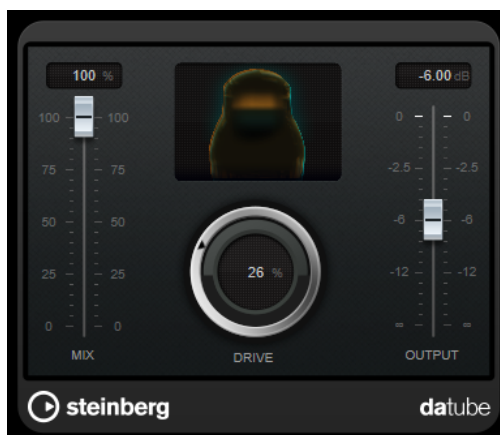 100 %
-6.00 dB
100 100
75 75
50 50
25 25
0 0
MIX
26 %
DRIVE
0 0
-2.5 -2.5
-6 -6
-12 -12
∞ ∞
OUTPUT
steinberg
datube